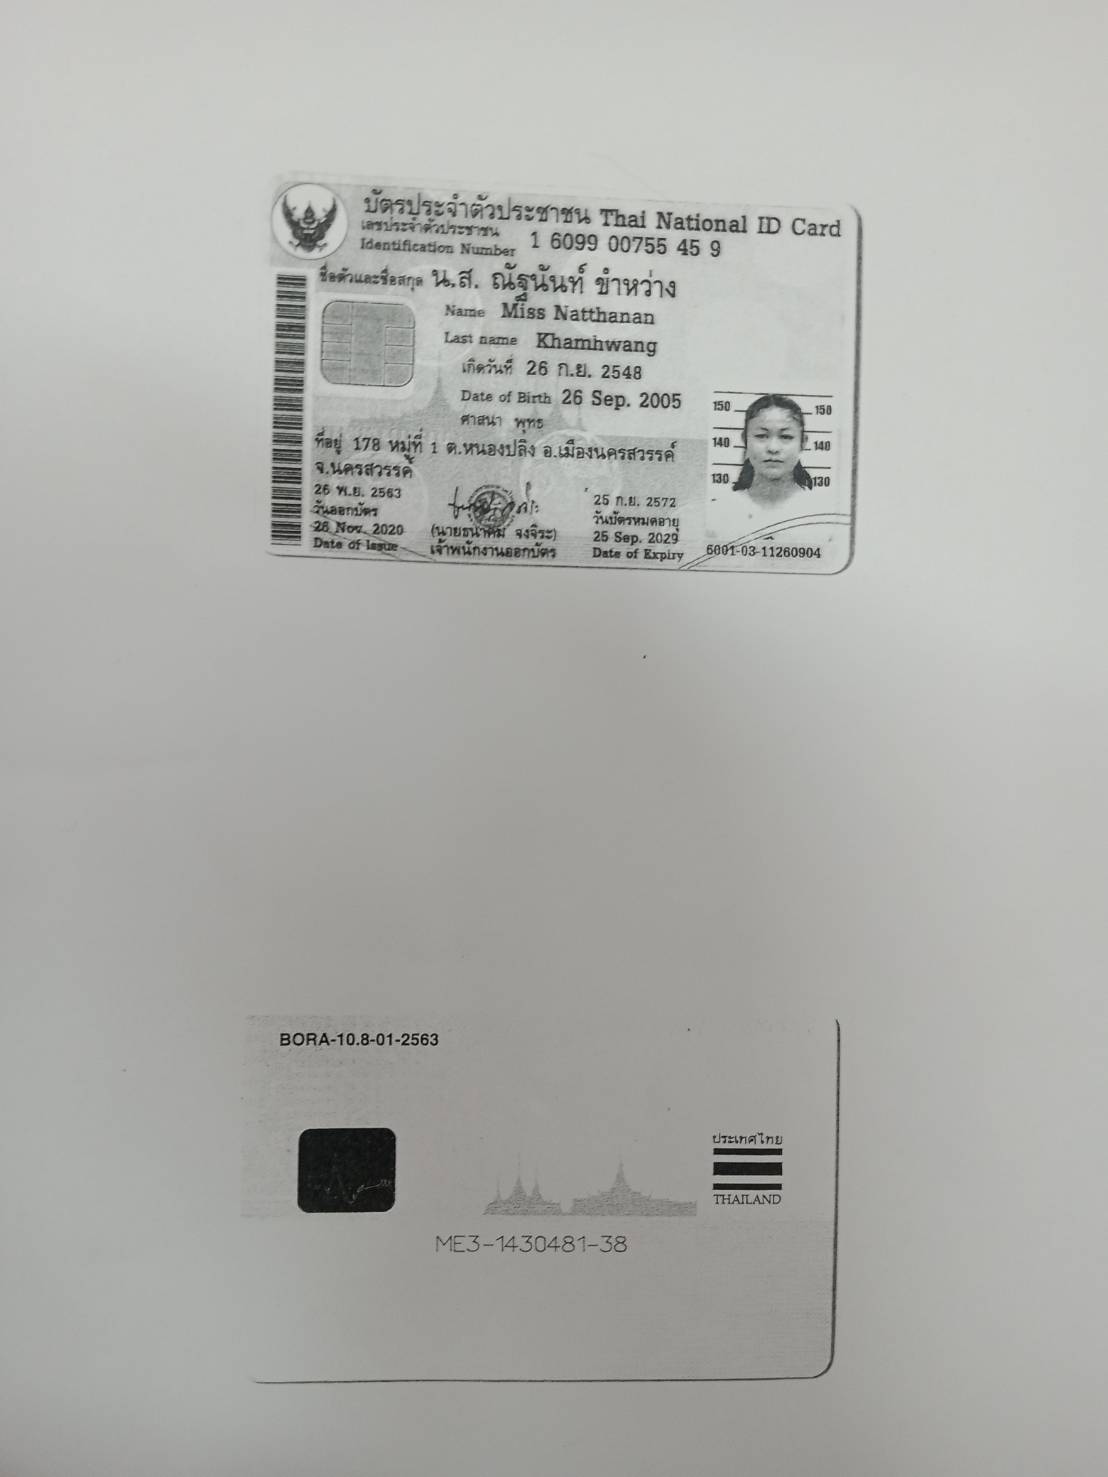 บัตรประจำตัวประชาชน Thai National ID Card
เลขประจำตัวประชาชน
Identification Number 1 6099 00755 45 9
ชื่อตัวและชื่อสกุล น.ส. ณัฐนันท์ ขำหว่าง
Name Miss Natthanan
Last name Khamhwang
เกิดวันที่ 26 ก.ย. 2548
Date of Birth 26 Sep. 2005
ศาสนา พุทธ
ที่อยู่ 178 หมู่ที่ 1 ต.หนองปลิง อ.เมืองนครสวรรค์
จ.นครสวรรค์
150 150
140 140
130 130
26 พ.ย. 2563
วันออกบัตร
26 Nov. 2020
Date of Issue
(นายธนาคม จงจิระ)
เจ้าพนักงานออกบัตร
25 ก.ย. 2572
วันบัตรหมดอายุ
25 Sep. 2029
Date of Expiry
6001-03-11260904
BORA-10.8-01-2563
ประเทศไทย
THAILAND
ME3-1430481-38